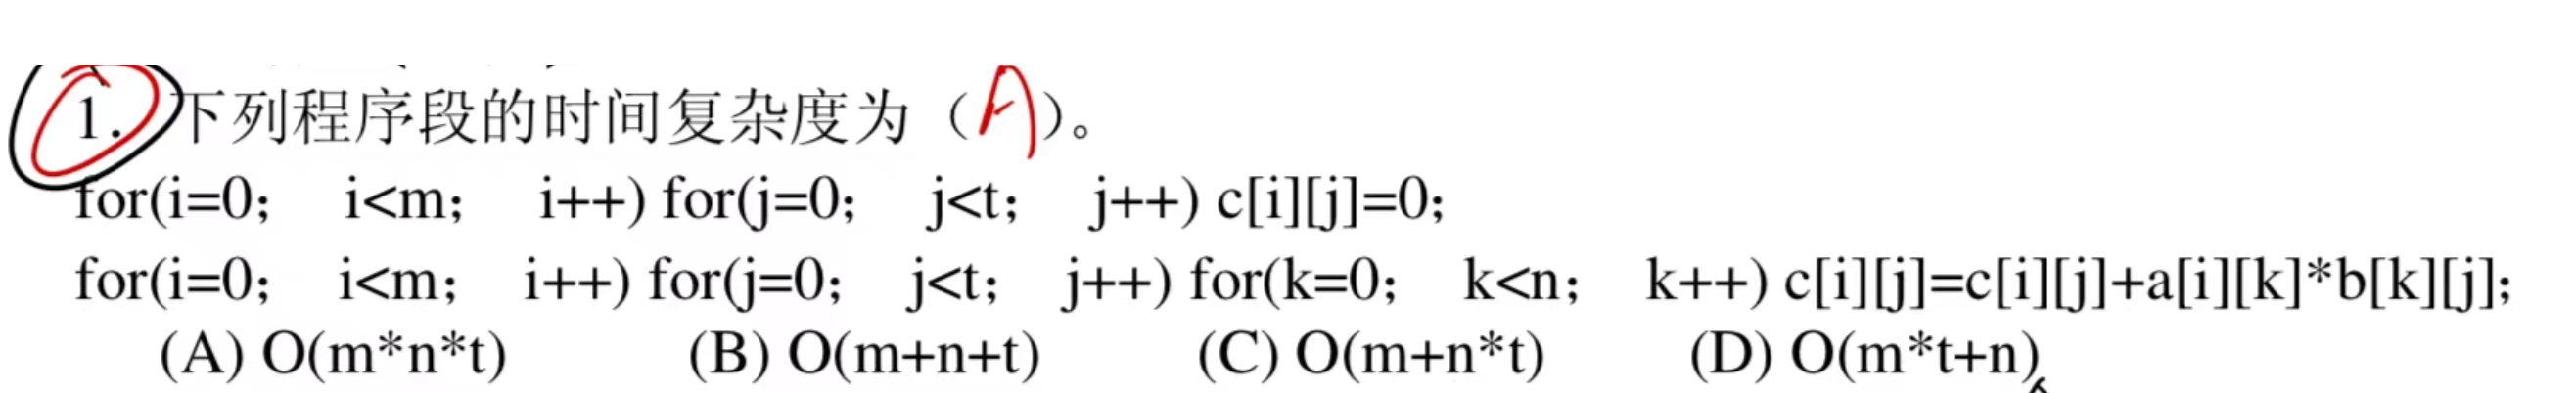 1. 下列程序段的时间复杂度为（A）。
for(i=0； i<m； i++) for(j=0； j<t； j++) c[i][j]=0;
for(i=0； i<m； i++) for(j=0； j<t； j++) for(k=0； k<n； k++) c[i][j]=c[i][j]+a[i][k]*b[k][j];
(A) O(m*n*t) (B) O(m+n+t) (C) O(m+n*t) (D) O(m*t+n)